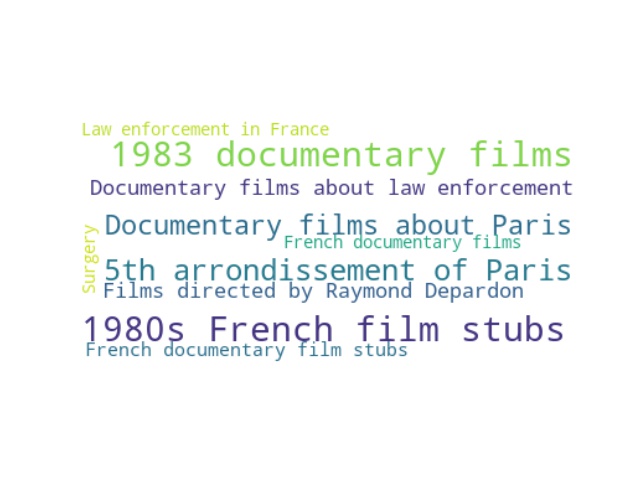 Law enforcement in France
1983 documentary films
Documentary films about law enforcement
Documentary films about Paris
French documentary films
Surgery
5th arrondissement of Paris
Films directed by Raymond Depardon
1980s French film stubs
French documentary film stubs